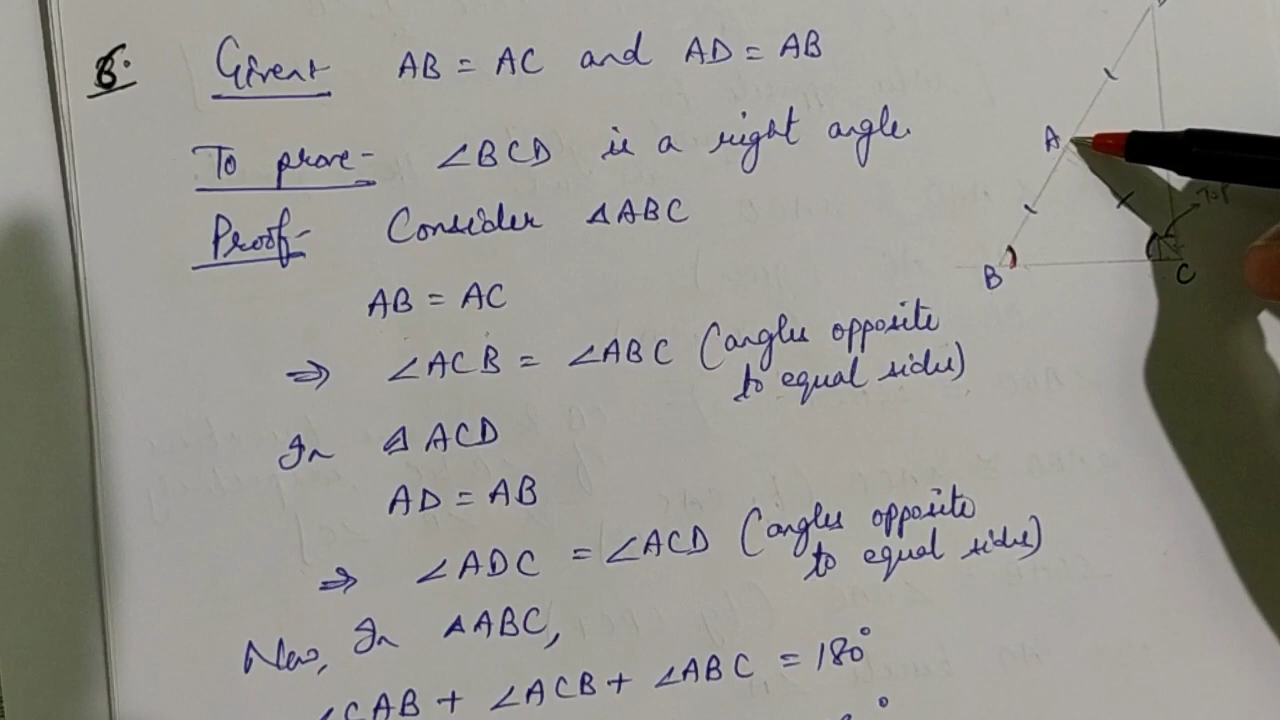 6.
Given AB = AC and AD = AB
To prove- ∠BCD is a right angle.
Proof- Consider ΔABC
AB = AC
⇒ ∠ACB = ∠ABC (angles opposite
to equal sides)
In Δ ACD
AD = AB
⇒ ∠ADC = ∠ACD (angles opposite
to equal sides)
Now, In ΔABC,
∠CAB + ∠ACB + ∠ABC = 180°
A
B
C